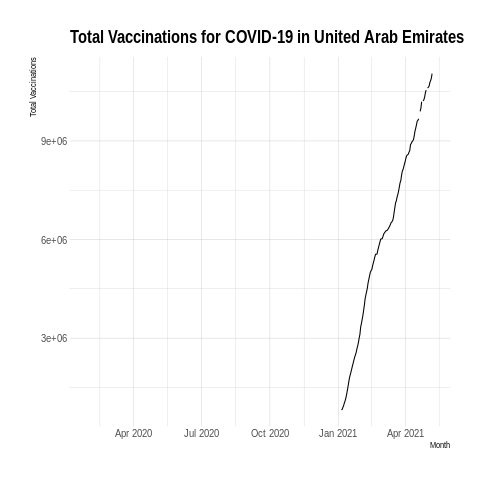 Total Vaccinations for COVID-19 in United Arab Emirates
Total Vaccinations
9e+06
6e+06
3e+06
Apr 2020 Jul 2020 Oct 2020 Jan 2021 Apr 2021
Month